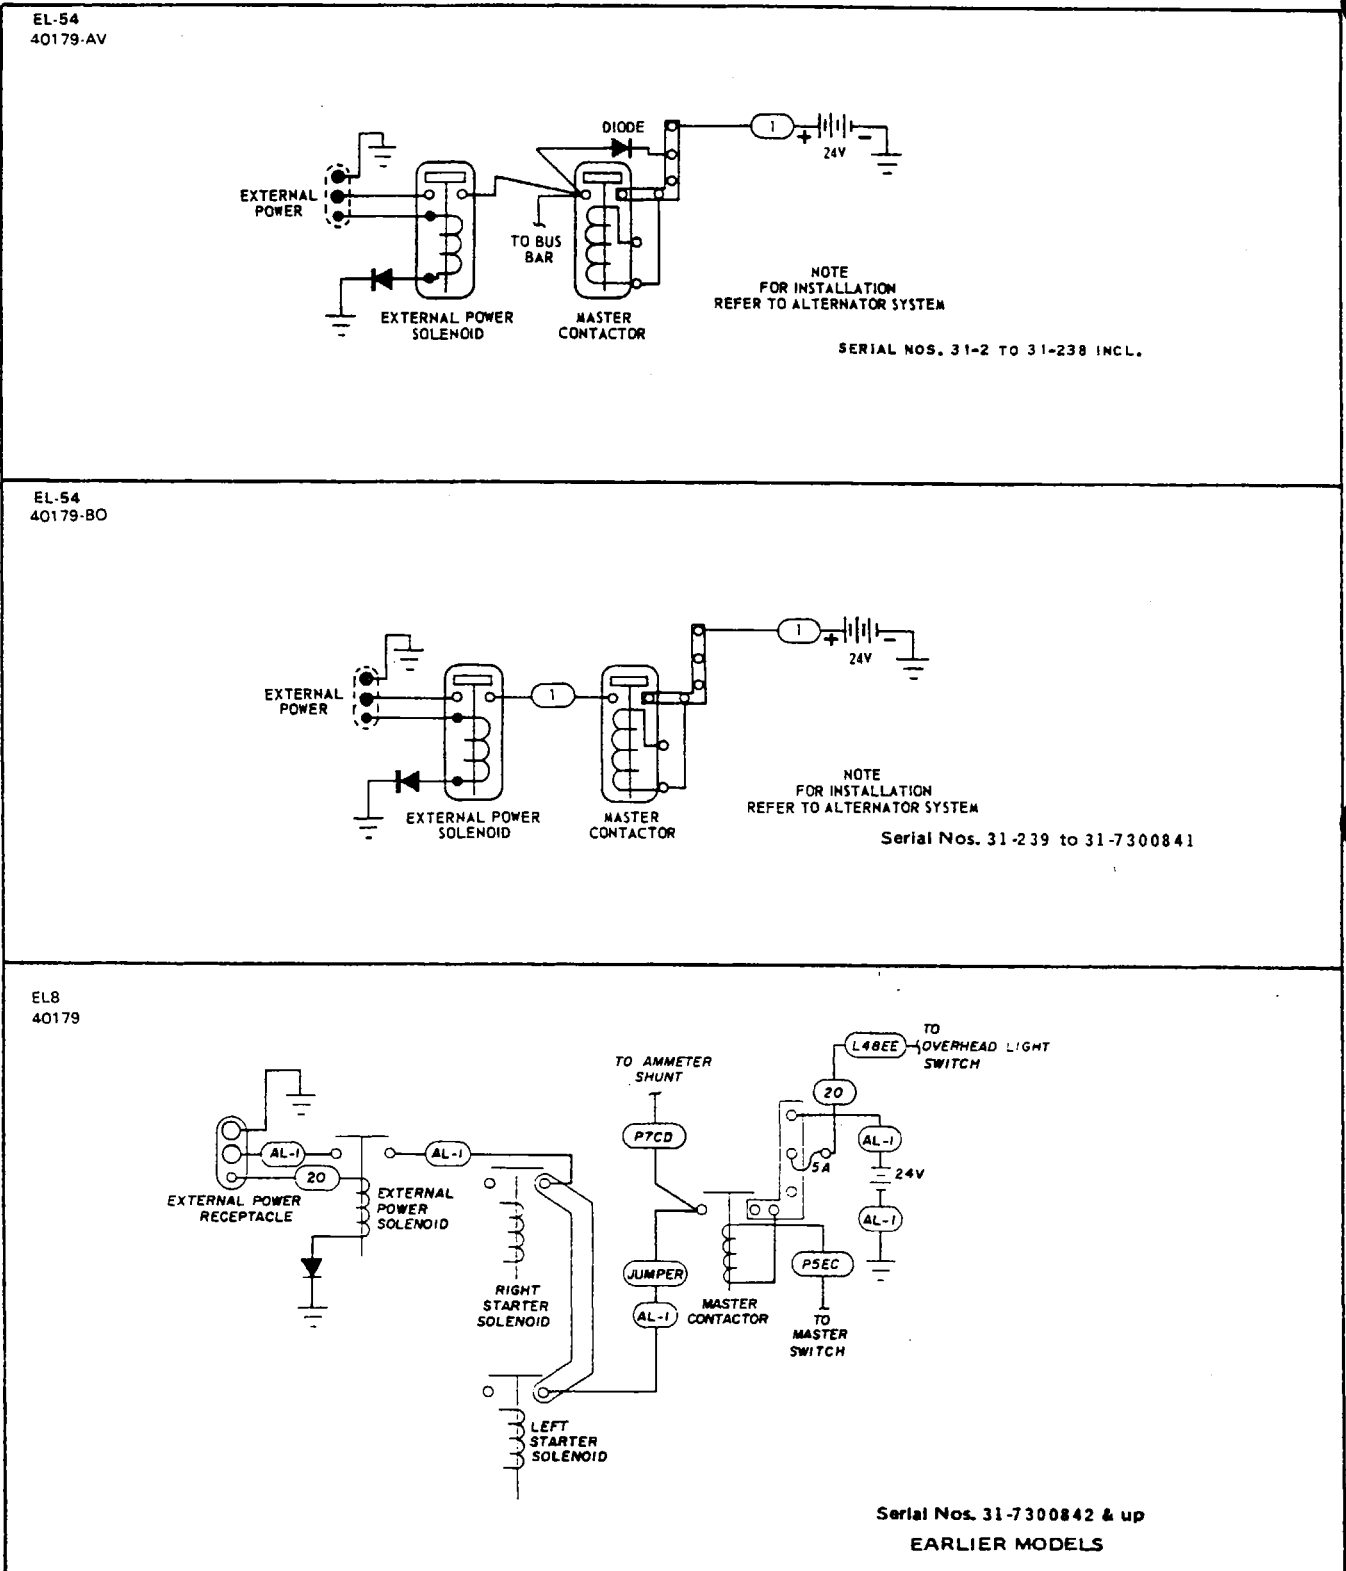 EL-54
40179-AV
DIODE
1
+
-
24V
EXTERNAL
POWER
TO BUS
BAR
EXTERNAL POWER
SOLENOID
MASTER
CONTACTOR
NOTE
FOR INSTALLATION
REFER TO ALTERNATOR SYSTEM
SERIAL NOS. 31-2 TO 31-238 INCL.
EL-54
40179-BO
1
+
-
24V
EXTERNAL
POWER
1
EXTERNAL POWER
SOLENOID
MASTER
CONTACTOR
NOTE
FOR INSTALLATION
REFER TO ALTERNATOR SYSTEM
Serial Nos. 31-239 to 31-7300841
EL8
40179
TO
OVERHEAD LIGHT
SWITCH
L48EE
TO AMMETER
SHUNT
20
P7CD
AL-1
AL-1
AL-1
5A
24V
20
EXTERNAL POWER
RECEPTACLE
EXTERNAL
POWER
SOLENOID
AL-1
P5EC
JUMPER
RIGHT
STARTER
SOLENOID
AL-1
MASTER
CONTACTOR
TO
MASTER
SWITCH
LEFT
STARTER
SOLENOID
Serial Nos. 31-7300842 & up
EARLIER MODELS